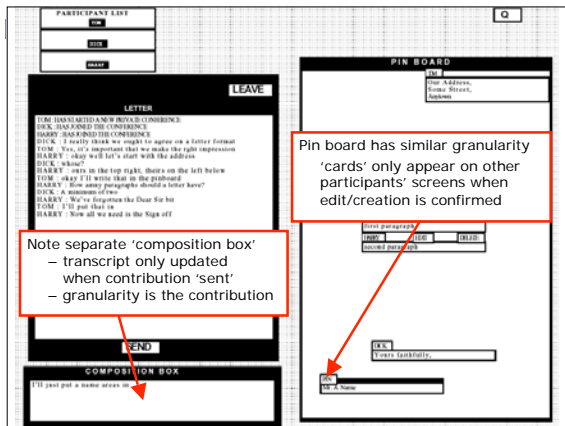 PARTICIPANT LIST
TOM
DICK
HARRY
Q
LEAVE
LETTER
TOM : HAS STARTED A NEW PRIVATE CONFERENCE
DICK : HAS JOINED THE CONFERENCE
HARRY : HAS JOINED THE CONFERENCE
DICK : I really think we ought to agree on a letter format
TOM : Yes, it's important that we make the right impression
HARRY : okay well let's start with the address
DICK : whose?
HARRY : ours in the top right, theirs on the left below
TOM : okay I'll write that in the pinboard
HARRY : How many paragraphs should a letter have?
DICK : A minimum of two
HARRY : We've forgotten the Dear Sir bit
TOM : I'll put that in
HARRY : Now all we need is the Sign off
Note separate 'composition box'
– transcript only updated
when contribution 'sent'
– granularity is the contribution
SEND
COMPOSITION BOX
I'll just put a name areas in
PIN BOARD
Our Address,
Some Street,
Anytown
Pin board has similar granularity
'cards' only appear on other
participants' screens when
edit/creation is confirmed
first paragraph
HARRY EDIT DELETE
second paragraph
DICK
Yours faithfully,
PIN
Mr. A Name